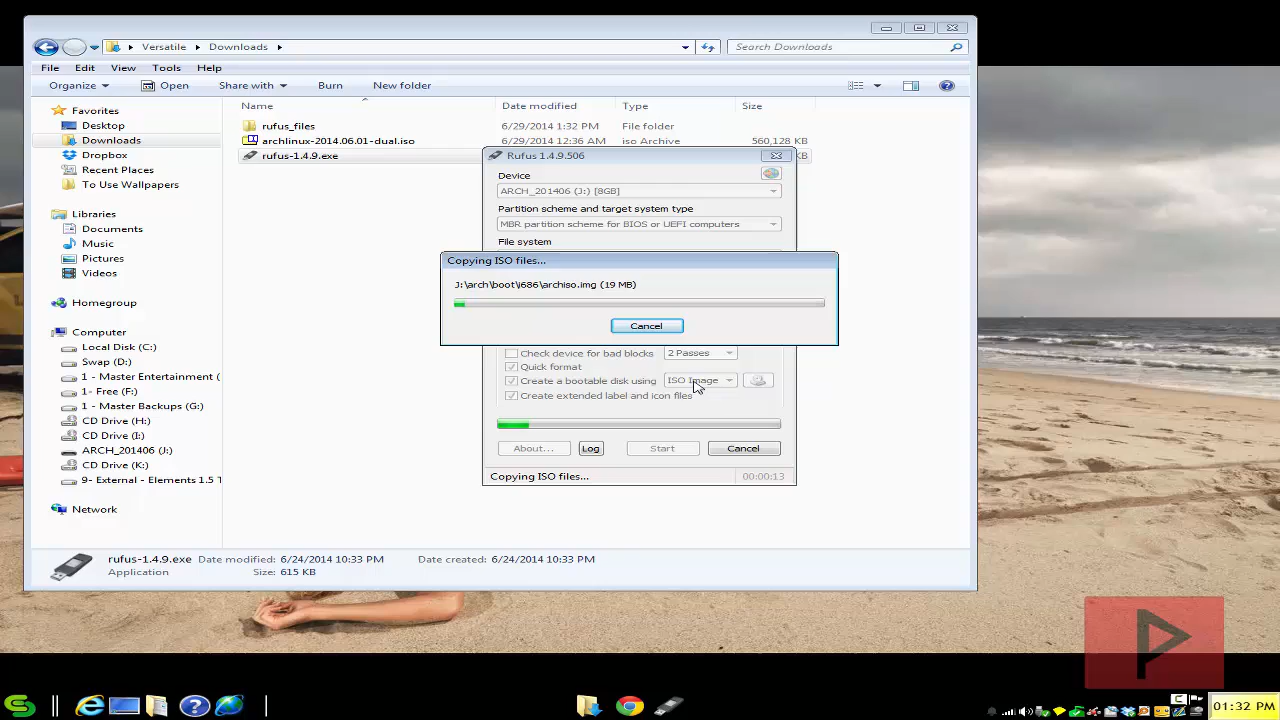 Versatile
Downloads
Search Downloads
File Edit View Tools Help
Organize Open Share with Burn New folder
Name Date modified Type Size
Favorites
Desktop
Downloads
Dropbox
Recent Places
To Use Wallpapers
Libraries
Documents
Music
Pictures
Videos
Homegroup
Computer
Local Disk (C:)
Swap (D:)
1 - Master Entertainment (
1- Free (F:)
1 - Master Backups (G:)
CD Drive (H:)
CD Drive (I:)
ARCH_201406 (J:)
CD Drive (K:)
9- External - Elements 1.5 T
Network
rufus_files 6/29/2014 1:32 PM File folder
archlinux-2014.06.01-dual.iso 6/29/2014 12:36 AM iso Archive 560,128 KB
rufus-1.4.9.exe KB
Rufus 1.4.9.506
Device
ARCH_201406 (J:) [8GB]
Partition scheme and target system type
MBR partition scheme for BIOS or UEFI computers
File system
Copying ISO files...
J:\arch\boot\i686\archiso.img (19 MB)
Cancel
Check device for bad blocks 2 Passes
Quick format
Create a bootable disk using ISO Image
Create extended label and icon files
About... Log Start Cancel
Copying ISO files... 00:00:13
rufus-1.4.9.exe Date modified: 6/24/2014 10:33 PM Date created: 6/24/2014 10:33 PM
Application Size: 615 KB
P
01:32 PM